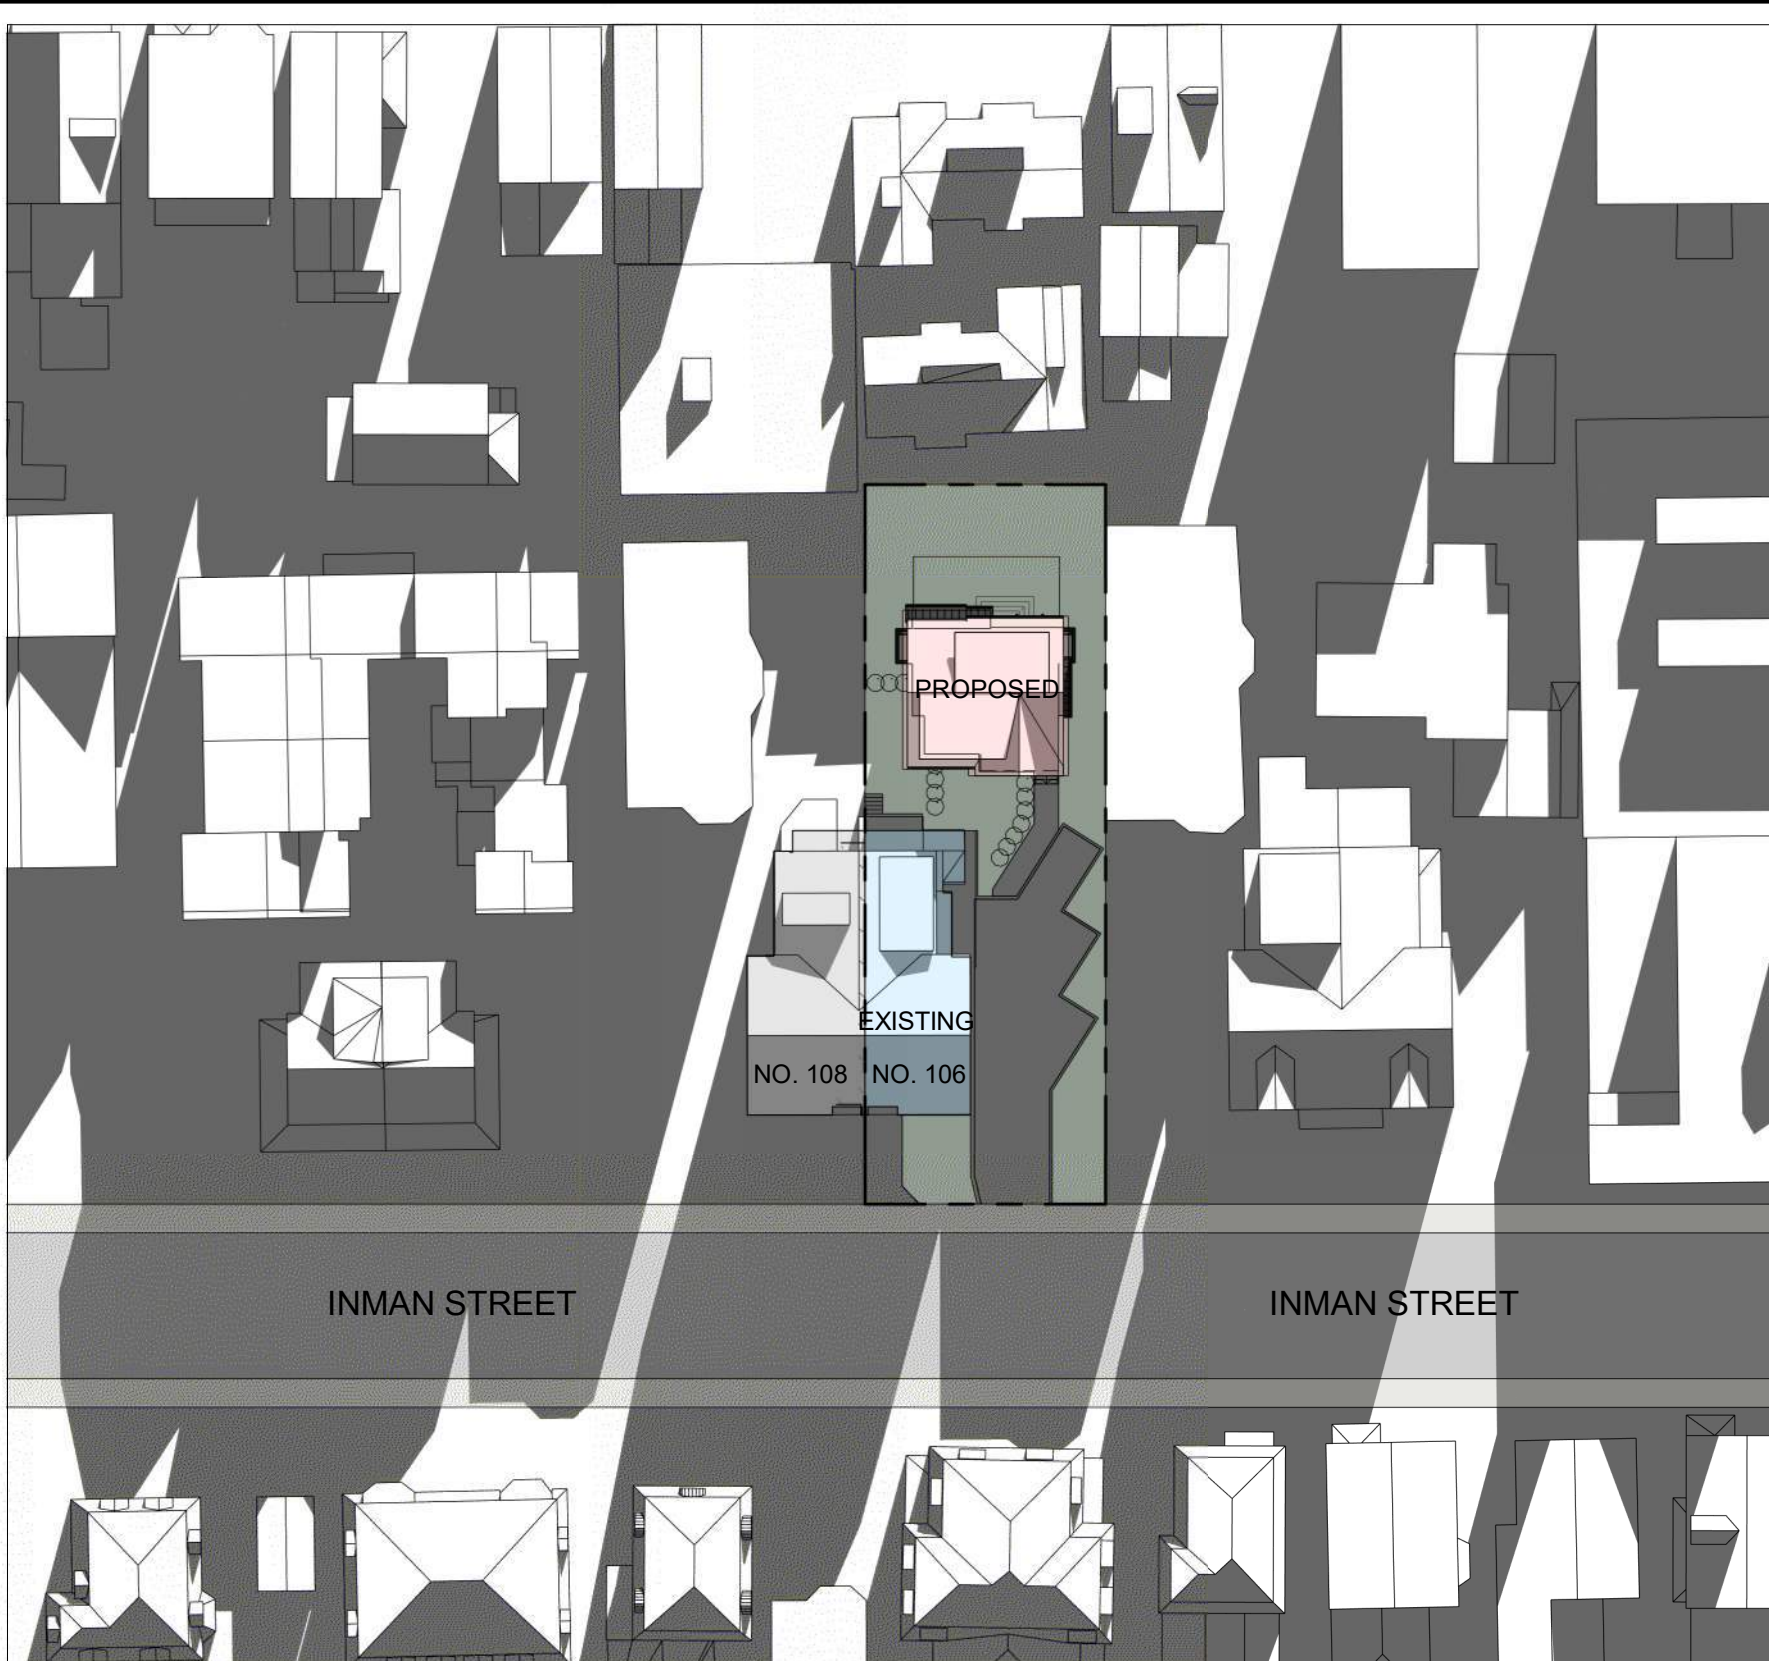 PROPOSED
EXISTING
NO. 108
NO. 106
INMAN STREET
INMAN STREET